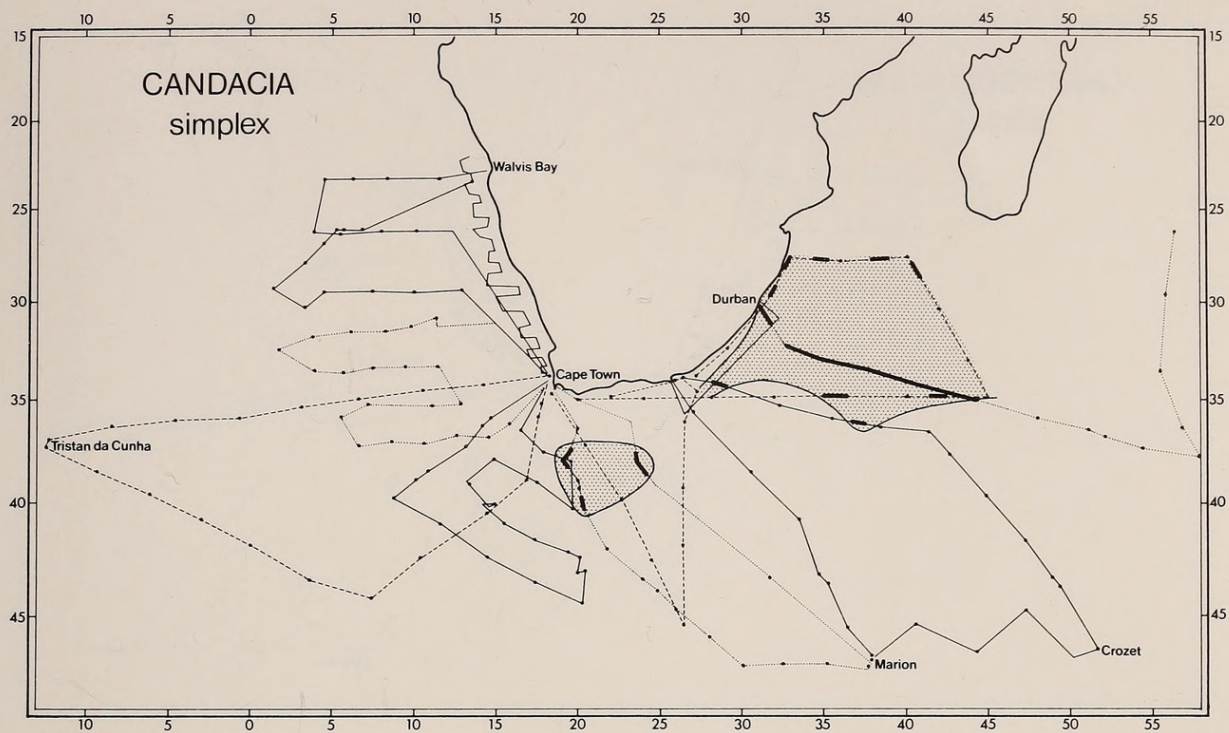 10 5 0 5 10 15 20 25 30 35 40 45 50 55
15 15
CANDACIA
simplex
20 20
Walvis Bay
25 25
Durban
30 30
Cape Town
35 35
Tristan da Cunha
40 40
45 45
Crozet
Marion
10 5 0 5 10 15 20 25 30 35 40 45 50 55